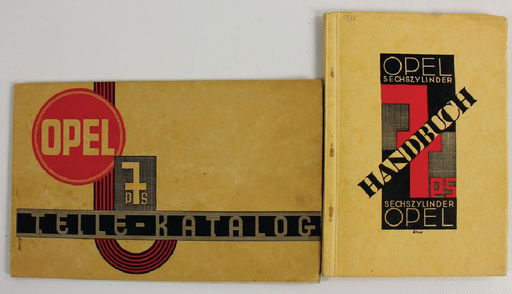 OPEL
7
PS
TEILE-KATALOG
OPEL
SECHSZYLINDER
7
PS
HANDBUCH
SECHSZYLINDER
OPEL